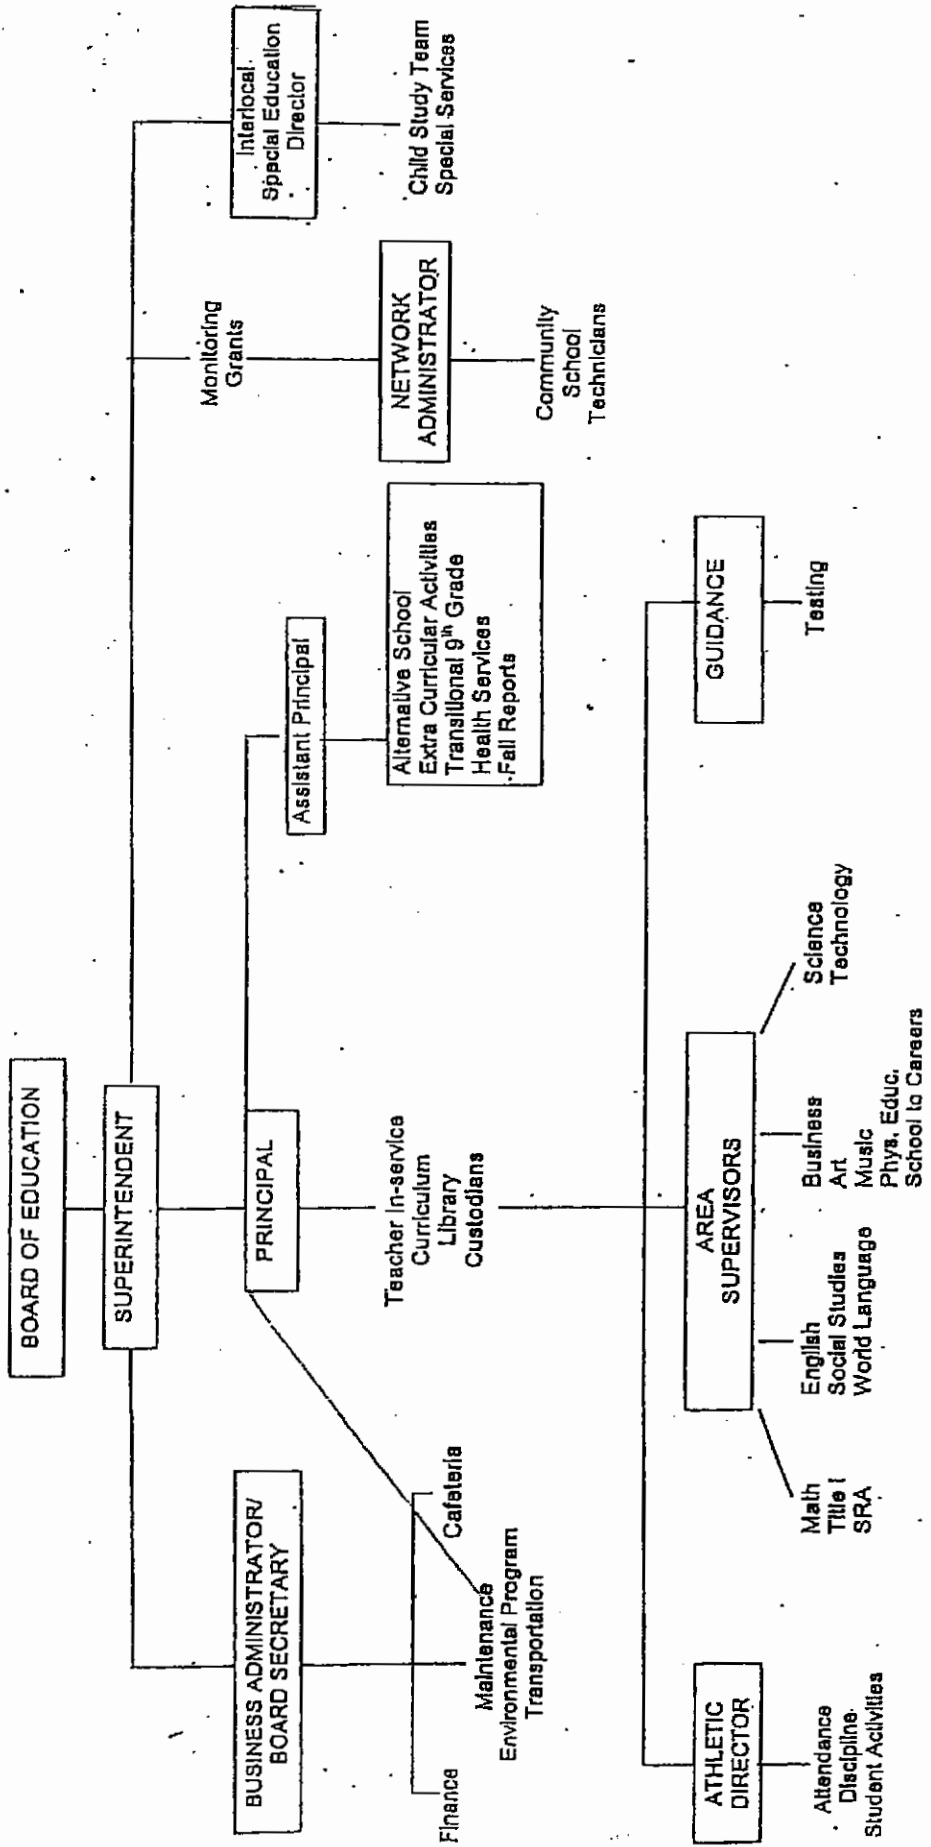 BOARD OF EDUCATION
SUPERINTENDENT
BUSINESS ADMINISTRATOR/
BOARD SECRETARY
PRINCIPAL
Assistant Principal
Monitoring
Grants
Interlocal
Special Education
Director
Finance
Maintenance
Environmental Program
Transportation
Cafeteria
Teacher In-service
Curriculum
Library
Custodians
Alternative School
Extra Curricular Activities
Transitional 9th Grade
Health Services
Fall Reports
NETWORK
ADMINISTRATOR
Child Study Team
Special Services
Community
School
Technicians
ATHLETIC
DIRECTOR
AREA
SUPERVISORS
GUIDANCE
Attendance
Discipline
Student Activities
Math
Title I
SRA
English
Social Studies
World Language
Business
Art
Music
Phys. Educ.
School to Careers
Science
Technology
Testing